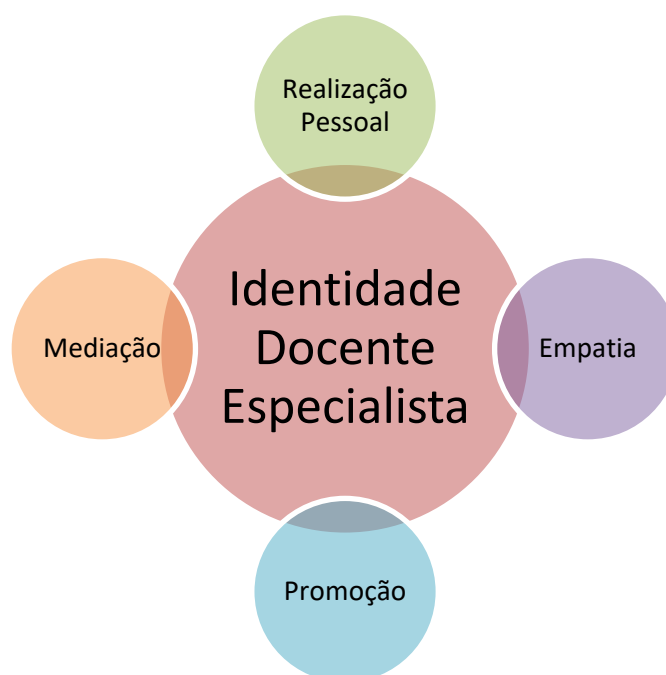 Realização
Pessoal
Identidade
Docente
Especialista
Mediação
Empatia
Promoção